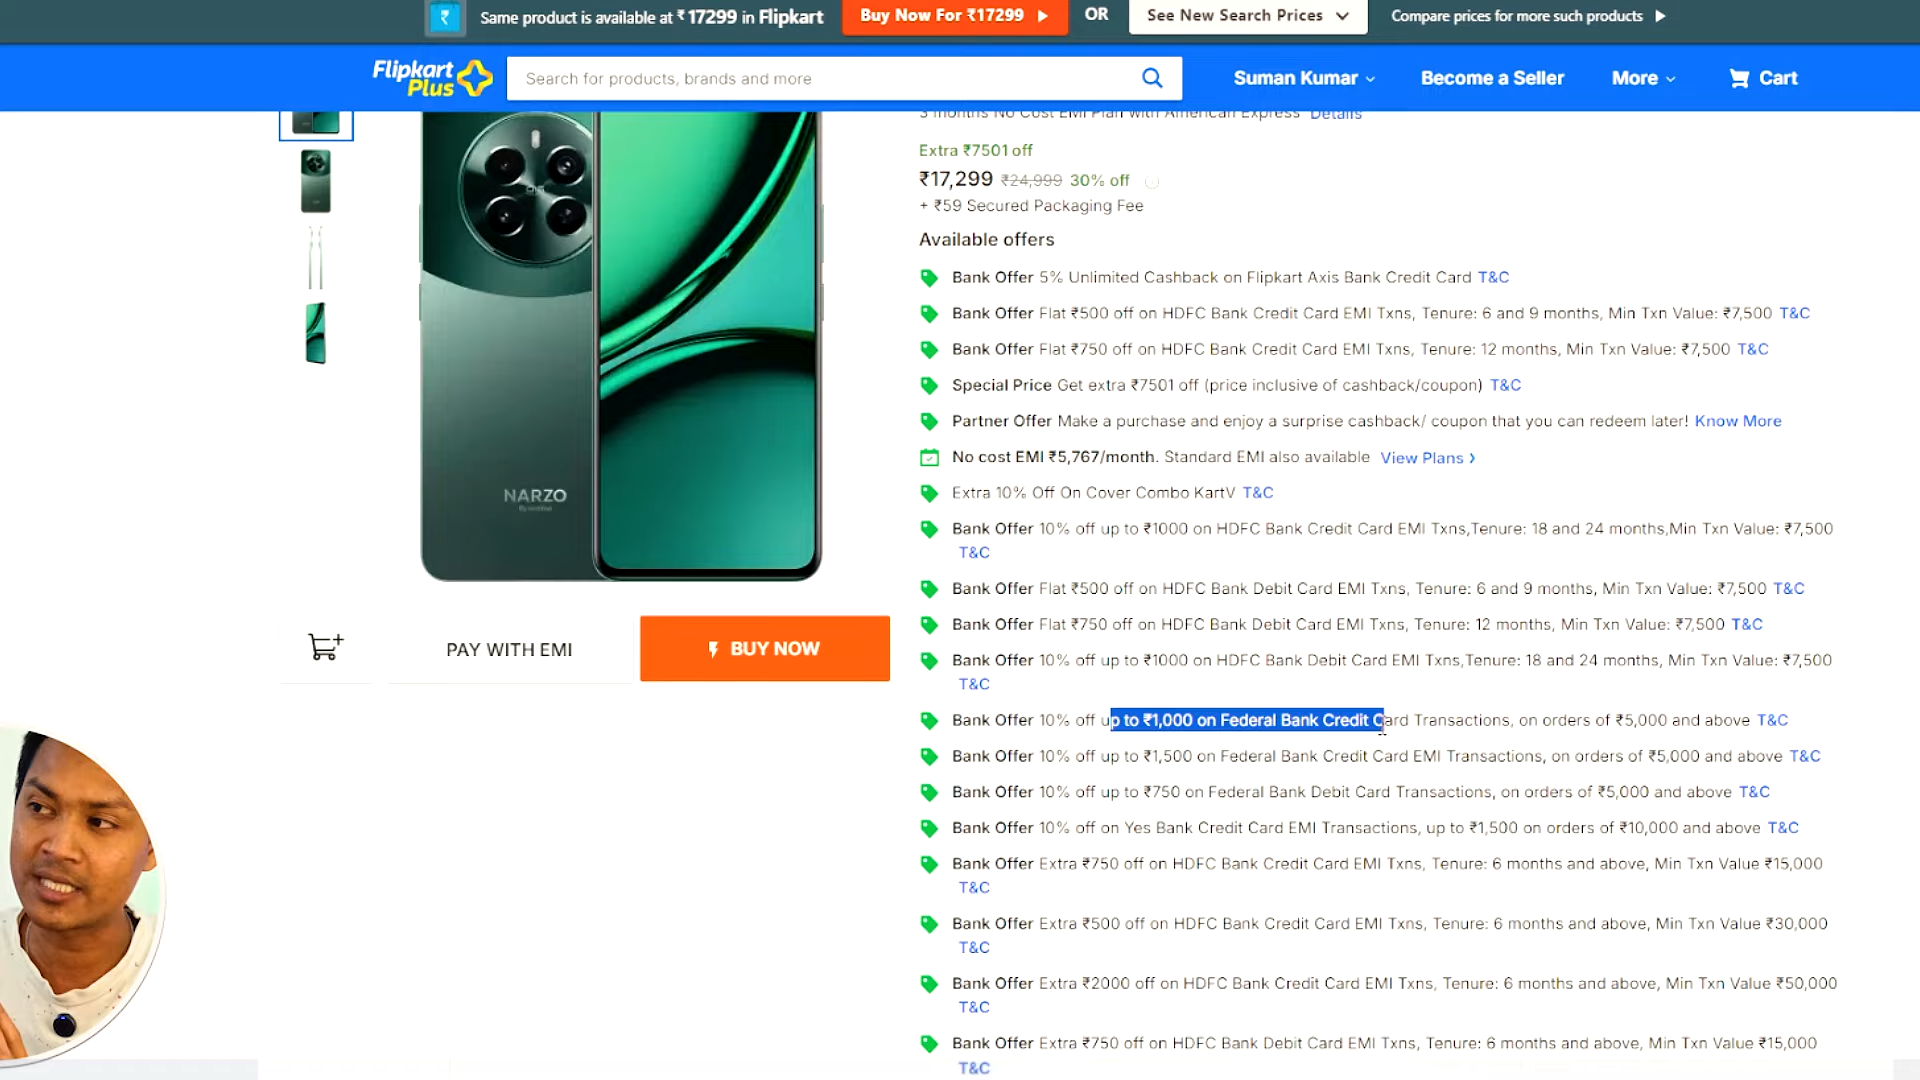 Same product is available at ₹ 17299 in Flipkart
Buy Now For ₹17299
OR
See New Search Prices
Compare prices for more such products
Flipkart
Plus
Search for products, brands and more
Suman Kumar
Become a Seller
More
Cart
3 months No Cost EMI Plan with American Express Details
Extra ₹7501 off
₹17,299 ₹24,999 30% off
+ ₹59 Secured Packaging Fee
Available offers
Bank Offer 5% Unlimited Cashback on Flipkart Axis Bank Credit Card T&C
Bank Offer Flat ₹500 off on HDFC Bank Credit Card EMI Txns, Tenure: 6 and 9 months, Min Txn Value: ₹7,500 T&C
Bank Offer Flat ₹750 off on HDFC Bank Credit Card EMI Txns, Tenure: 12 months, Min Txn Value: ₹7,500 T&C
Special Price Get extra ₹7501 off (price inclusive of cashback/coupon) T&C
Partner Offer Make a purchase and enjoy a surprise cashback/ coupon that you can redeem later! Know More
No cost EMI ₹5,767/month. Standard EMI also available View Plans
Extra 10% Off On Cover Combo KartV T&C
Bank Offer 10% off up to ₹1000 on HDFC Bank Credit Card EMI Txns,Tenure: 18 and 24 months,Min Txn Value: ₹7,500
T&C
Bank Offer Flat ₹500 off on HDFC Bank Debit Card EMI Txns, Tenure: 6 and 9 months, Min Txn Value: ₹7,500 T&C
Bank Offer Flat ₹750 off on HDFC Bank Debit Card EMI Txns, Tenure: 12 months, Min Txn Value: ₹7,500 T&C
Bank Offer 10% off up to ₹1000 on HDFC Bank Debit Card EMI Txns,Tenure: 18 and 24 months, Min Txn Value: ₹7,500
T&C
Bank Offer 10% off up to ₹1,000 on Federal Bank Credit Card Transactions, on orders of ₹5,000 and above T&C
Bank Offer 10% off up to ₹1,500 on Federal Bank Credit Card EMI Transactions, on orders of ₹5,000 and above T&C
Bank Offer 10% off up to ₹750 on Federal Bank Debit Card Transactions, on orders of ₹5,000 and above T&C
Bank Offer 10% off on Yes Bank Credit Card EMI Transactions, up to ₹1,500 on orders of ₹10,000 and above T&C
Bank Offer Extra ₹750 off on HDFC Bank Credit Card EMI Txns, Tenure: 6 months and above, Min Txn Value ₹15,000
T&C
Bank Offer Extra ₹500 off on HDFC Bank Credit Card EMI Txns, Tenure: 6 months and above, Min Txn Value ₹30,000
T&C
Bank Offer Extra ₹2000 off on HDFC Bank Credit Card EMI Txns, Tenure: 6 months and above, Min Txn Value ₹50,000
T&C
Bank Offer Extra ₹750 off on HDFC Bank Debit Card EMI Txns, Tenure: 6 months and above, Min Txn Value ₹15,000
T&C
NARZO
PAY WITH EMI
BUY NOW